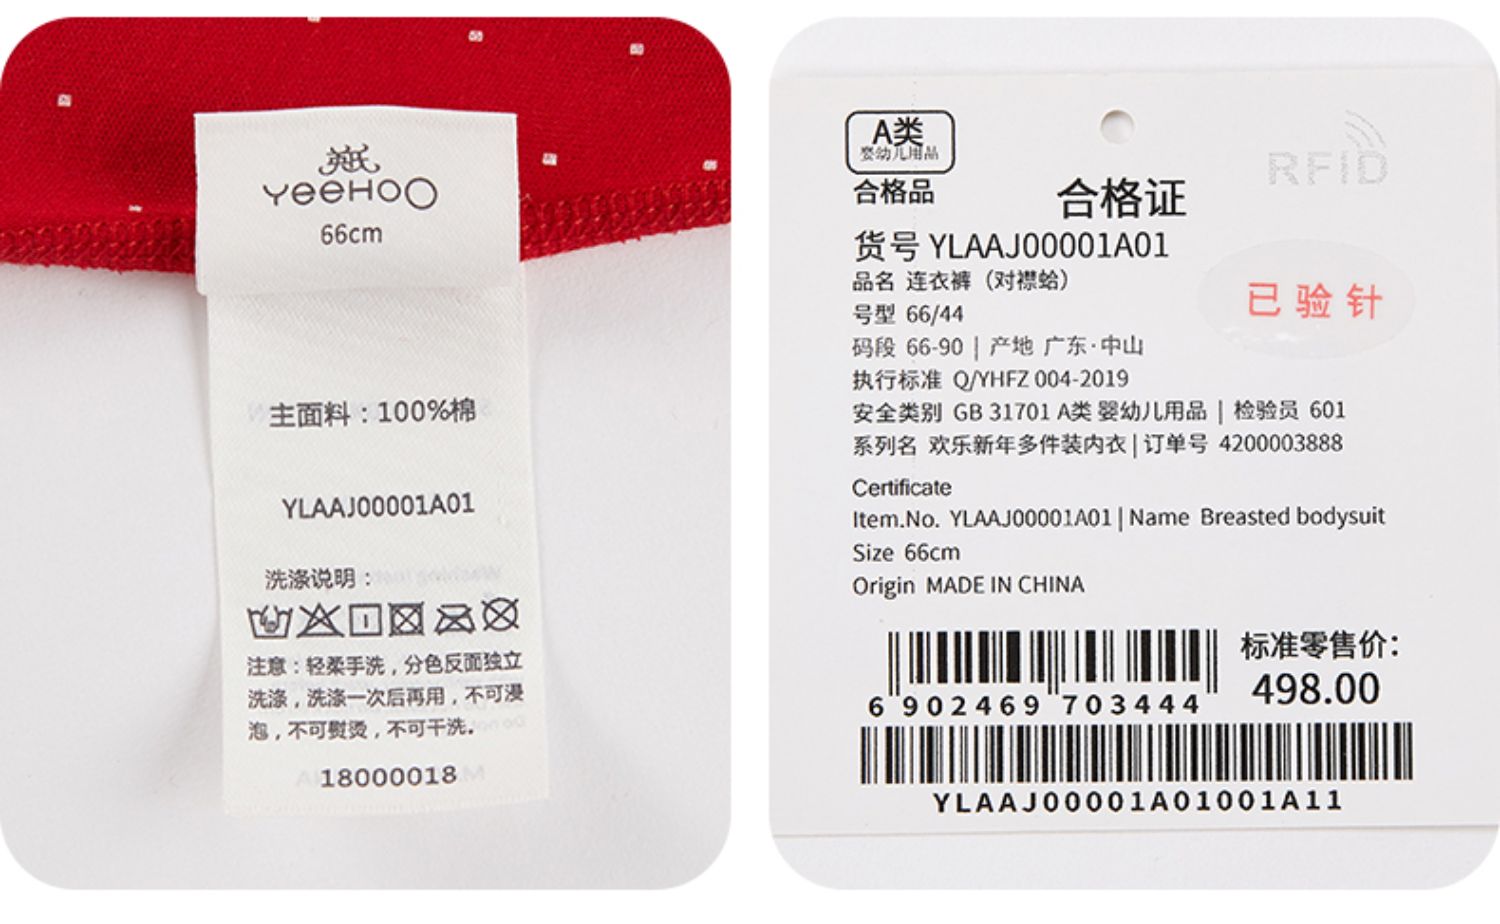 英氏
YeeHoO
66cm
主面料：100%棉
YLAAJ00001A01
洗涤说明：
注意：轻柔手洗，分色反面独立
洗涤，洗涤一次后再用，不可浸
泡，不可熨烫，不可干洗。
18000018
A类
婴幼儿用品
合格品
合格证
RFID
货号 YLAAJ00001A01
品名 连衣裤（对襟蛤）
已验针
号型 66/44
码段 66-90 | 产地 广东·中山
执行标准 Q/YHFZ 004-2019
安全类别 GB 31701 A类 婴幼儿用品 | 检验员 601
系列名 欢乐新年多件装内衣 | 订单号 4200003888
Certificate
Item.No. YLAAJ00001A01 | Name Breasted bodysuit
Size 66cm
Origin MADE IN CHINA
标准零售价：
498.00
6 902469 703444
YLAAJ00001A01001A11